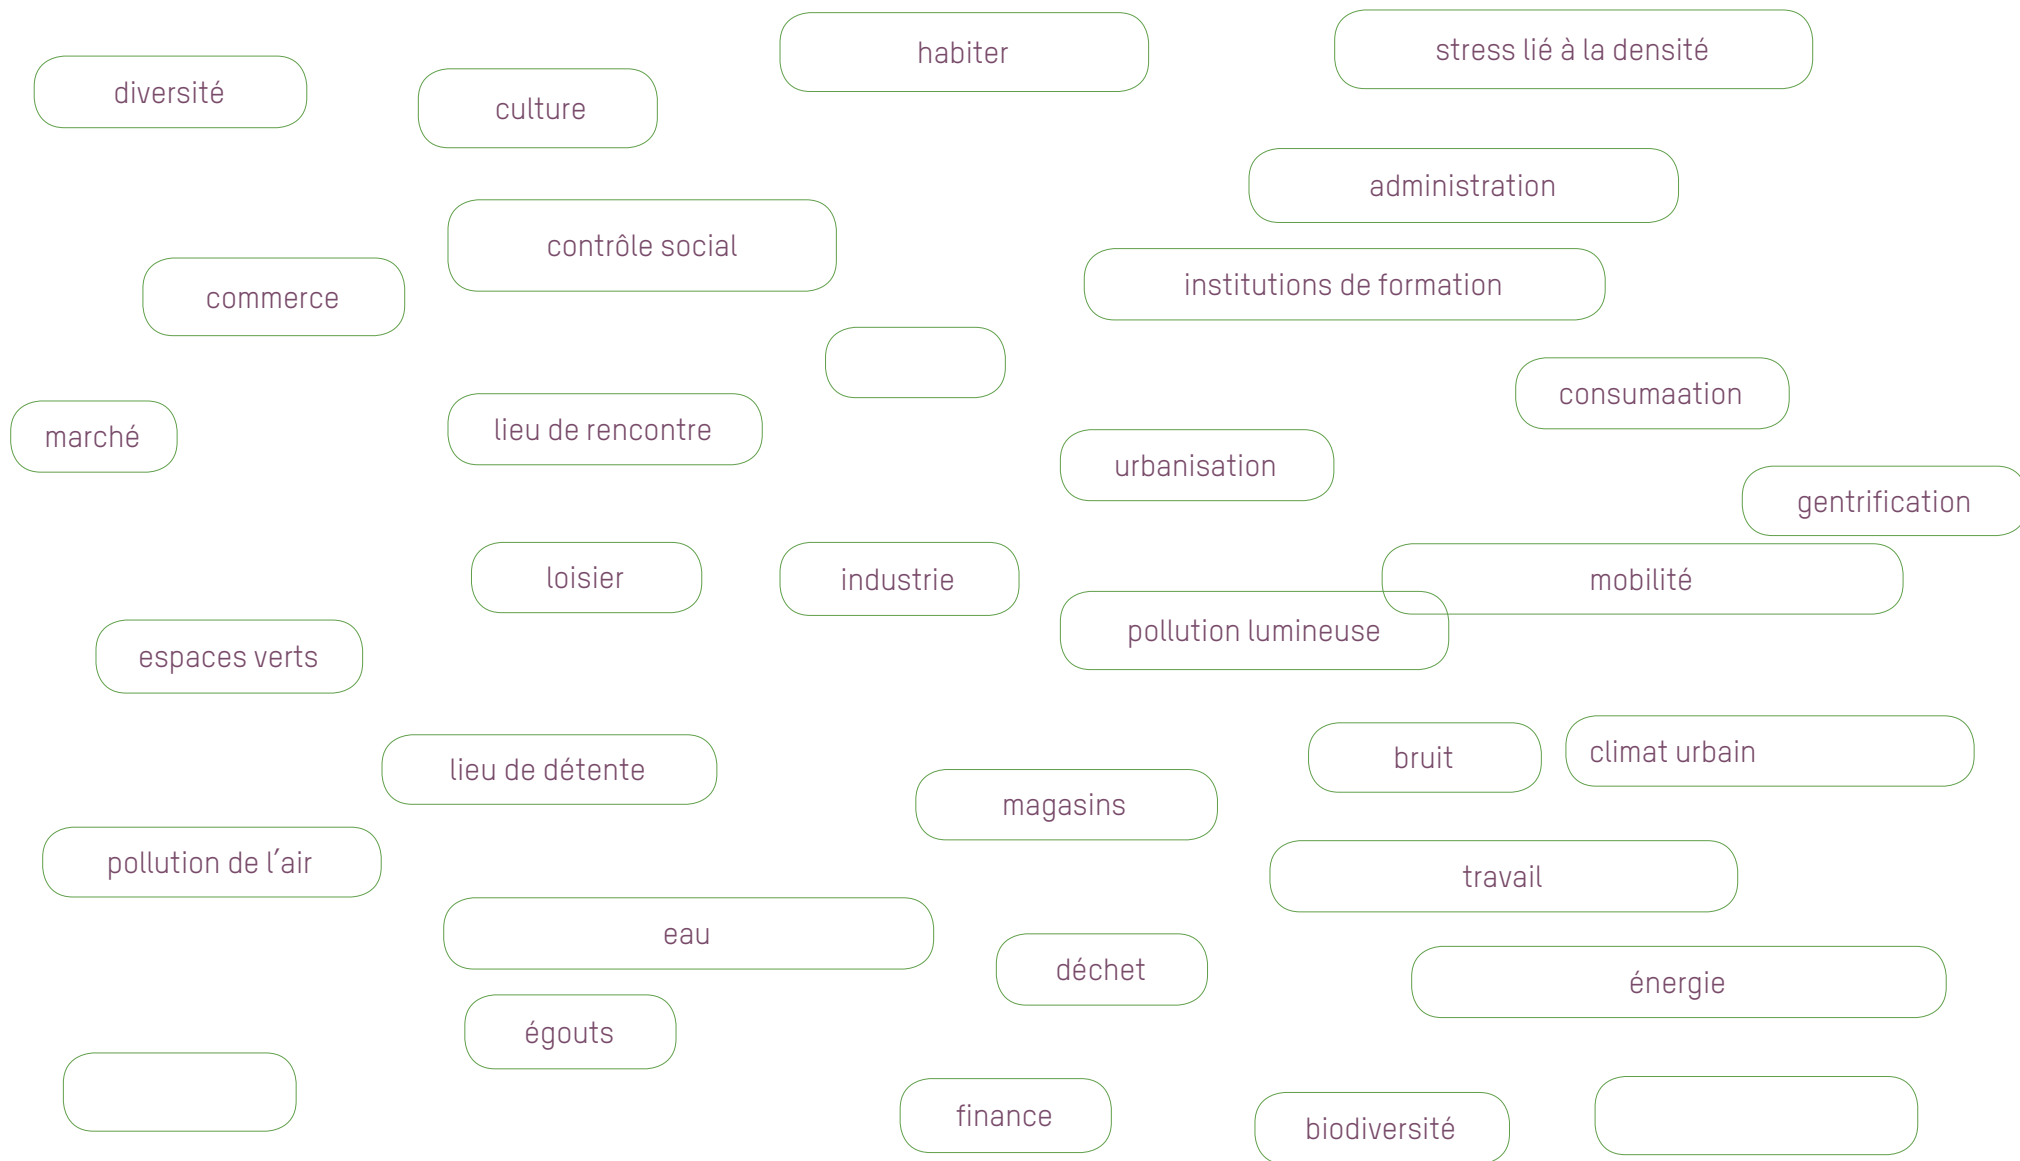 habiter
stress lié à la densité
diversité
culture
administration
contrôle social
institutions de formation
commerce
consumaation
lieu de rencontre
marché
urbanisation
gentrification
loisier
industrie
mobilité
pollution lumineuse
espaces verts
climat urbain
bruit
lieu de détente
magasins
pollution de l´air
travail
eau
déchet
énergie
égouts
finance
biodiversité